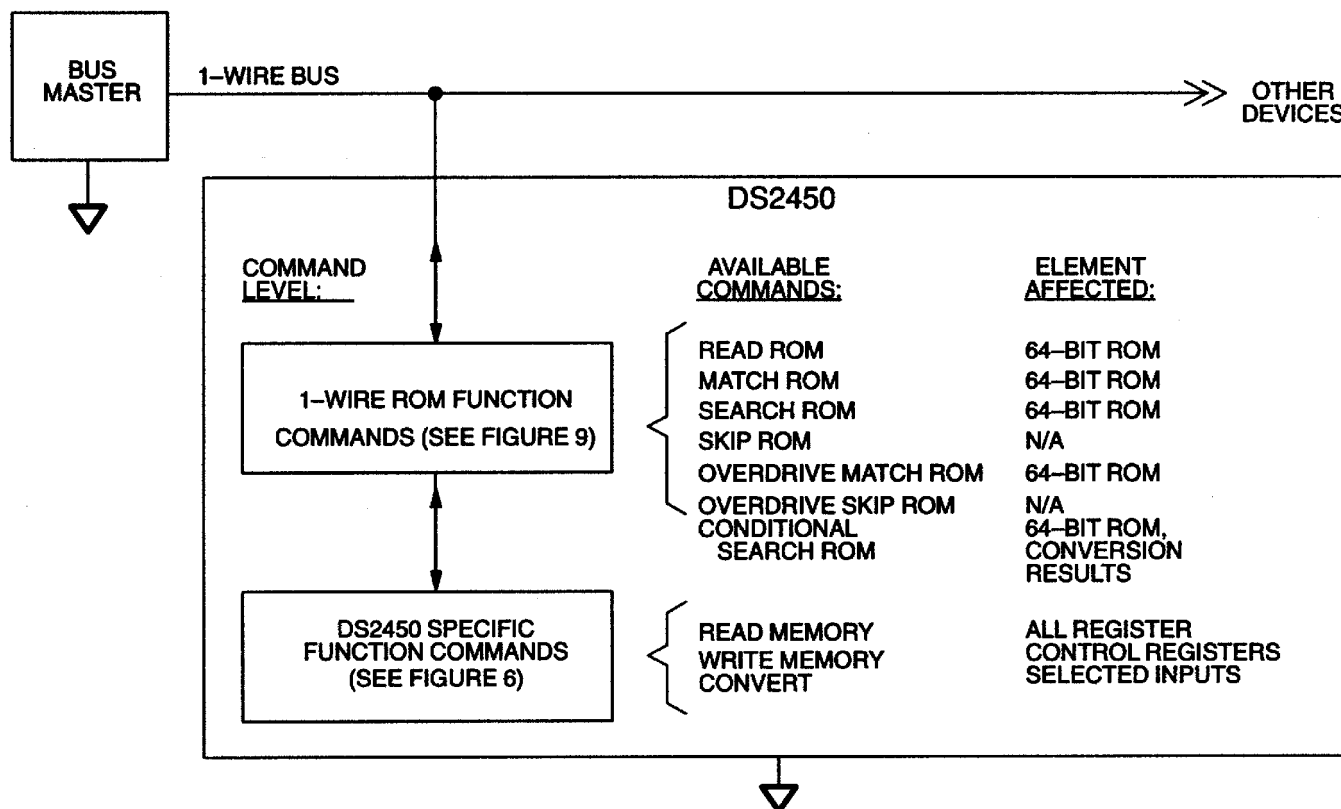 BUS
MASTER
1–WIRE BUS
OTHER
DEVICES
DS2450
COMMAND
LEVEL:
AVAILABLE
COMMANDS:
ELEMENT
AFFECTED:
1–WIRE ROM FUNCTION
COMMANDS (SEE FIGURE 9)
READ ROM 64–BIT ROM
MATCH ROM 64–BIT ROM
SEARCH ROM 64–BIT ROM
SKIP ROM N/A
OVERDRIVE MATCH ROM 64–BIT ROM
OVERDRIVE SKIP ROM N/A
CONDITIONAL 64–BIT ROM,
SEARCH ROM CONVERSION
RESULTS
DS2450 SPECIFIC
FUNCTION COMMANDS
(SEE FIGURE 6)
READ MEMORY ALL REGISTER
WRITE MEMORY CONTROL REGISTERS
CONVERT SELECTED INPUTS